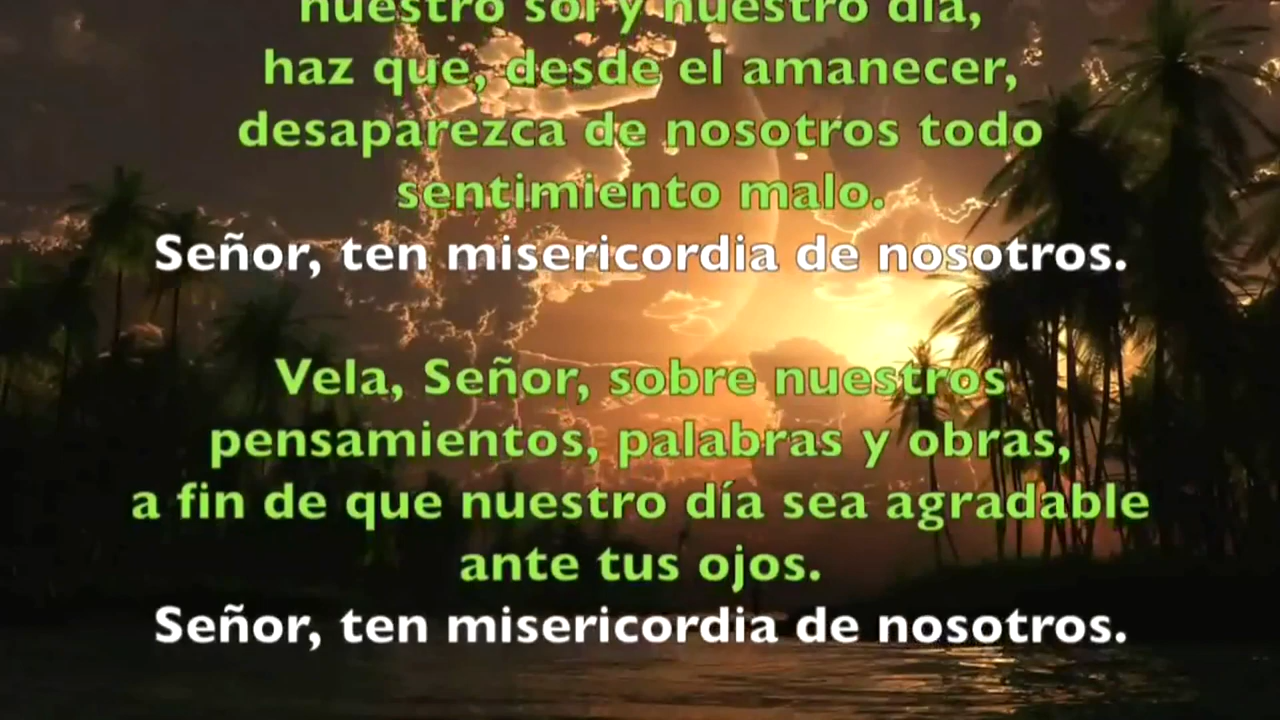 nuestro sol y nuestro día,
haz que, desde el amanecer,
desaparezca de nosotros todo
sentimiento malo.
Señor, ten misericordia de nosotros.
Vela, Señor, sobre nuestros
pensamientos, palabras y obras,
a fin de que nuestro día sea agradable
ante tus ojos.
Señor, ten misericordia de nosotros.